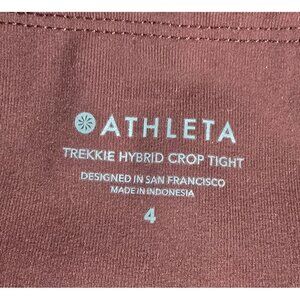 ATHLETA
TREKKIE HYBRID CROP TIGHT
DESIGNED IN SAN FRANCISCO
MADE IN INDONESIA
4